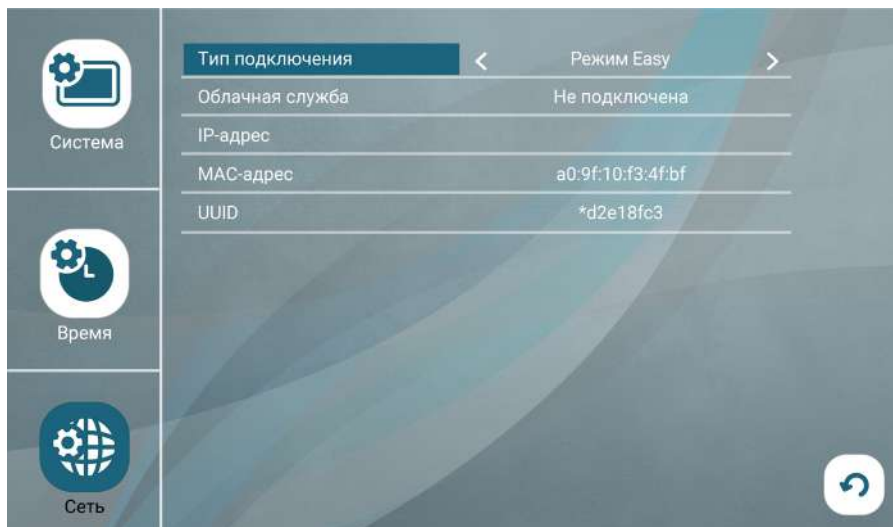 Система
Время
Сеть
Тип подключения < Режим Easy >
Облачная служба Не подключена
IP-адрес
MAC-адрес a0:9f:10:f3:4f:bf
UUID *d2e18fc3